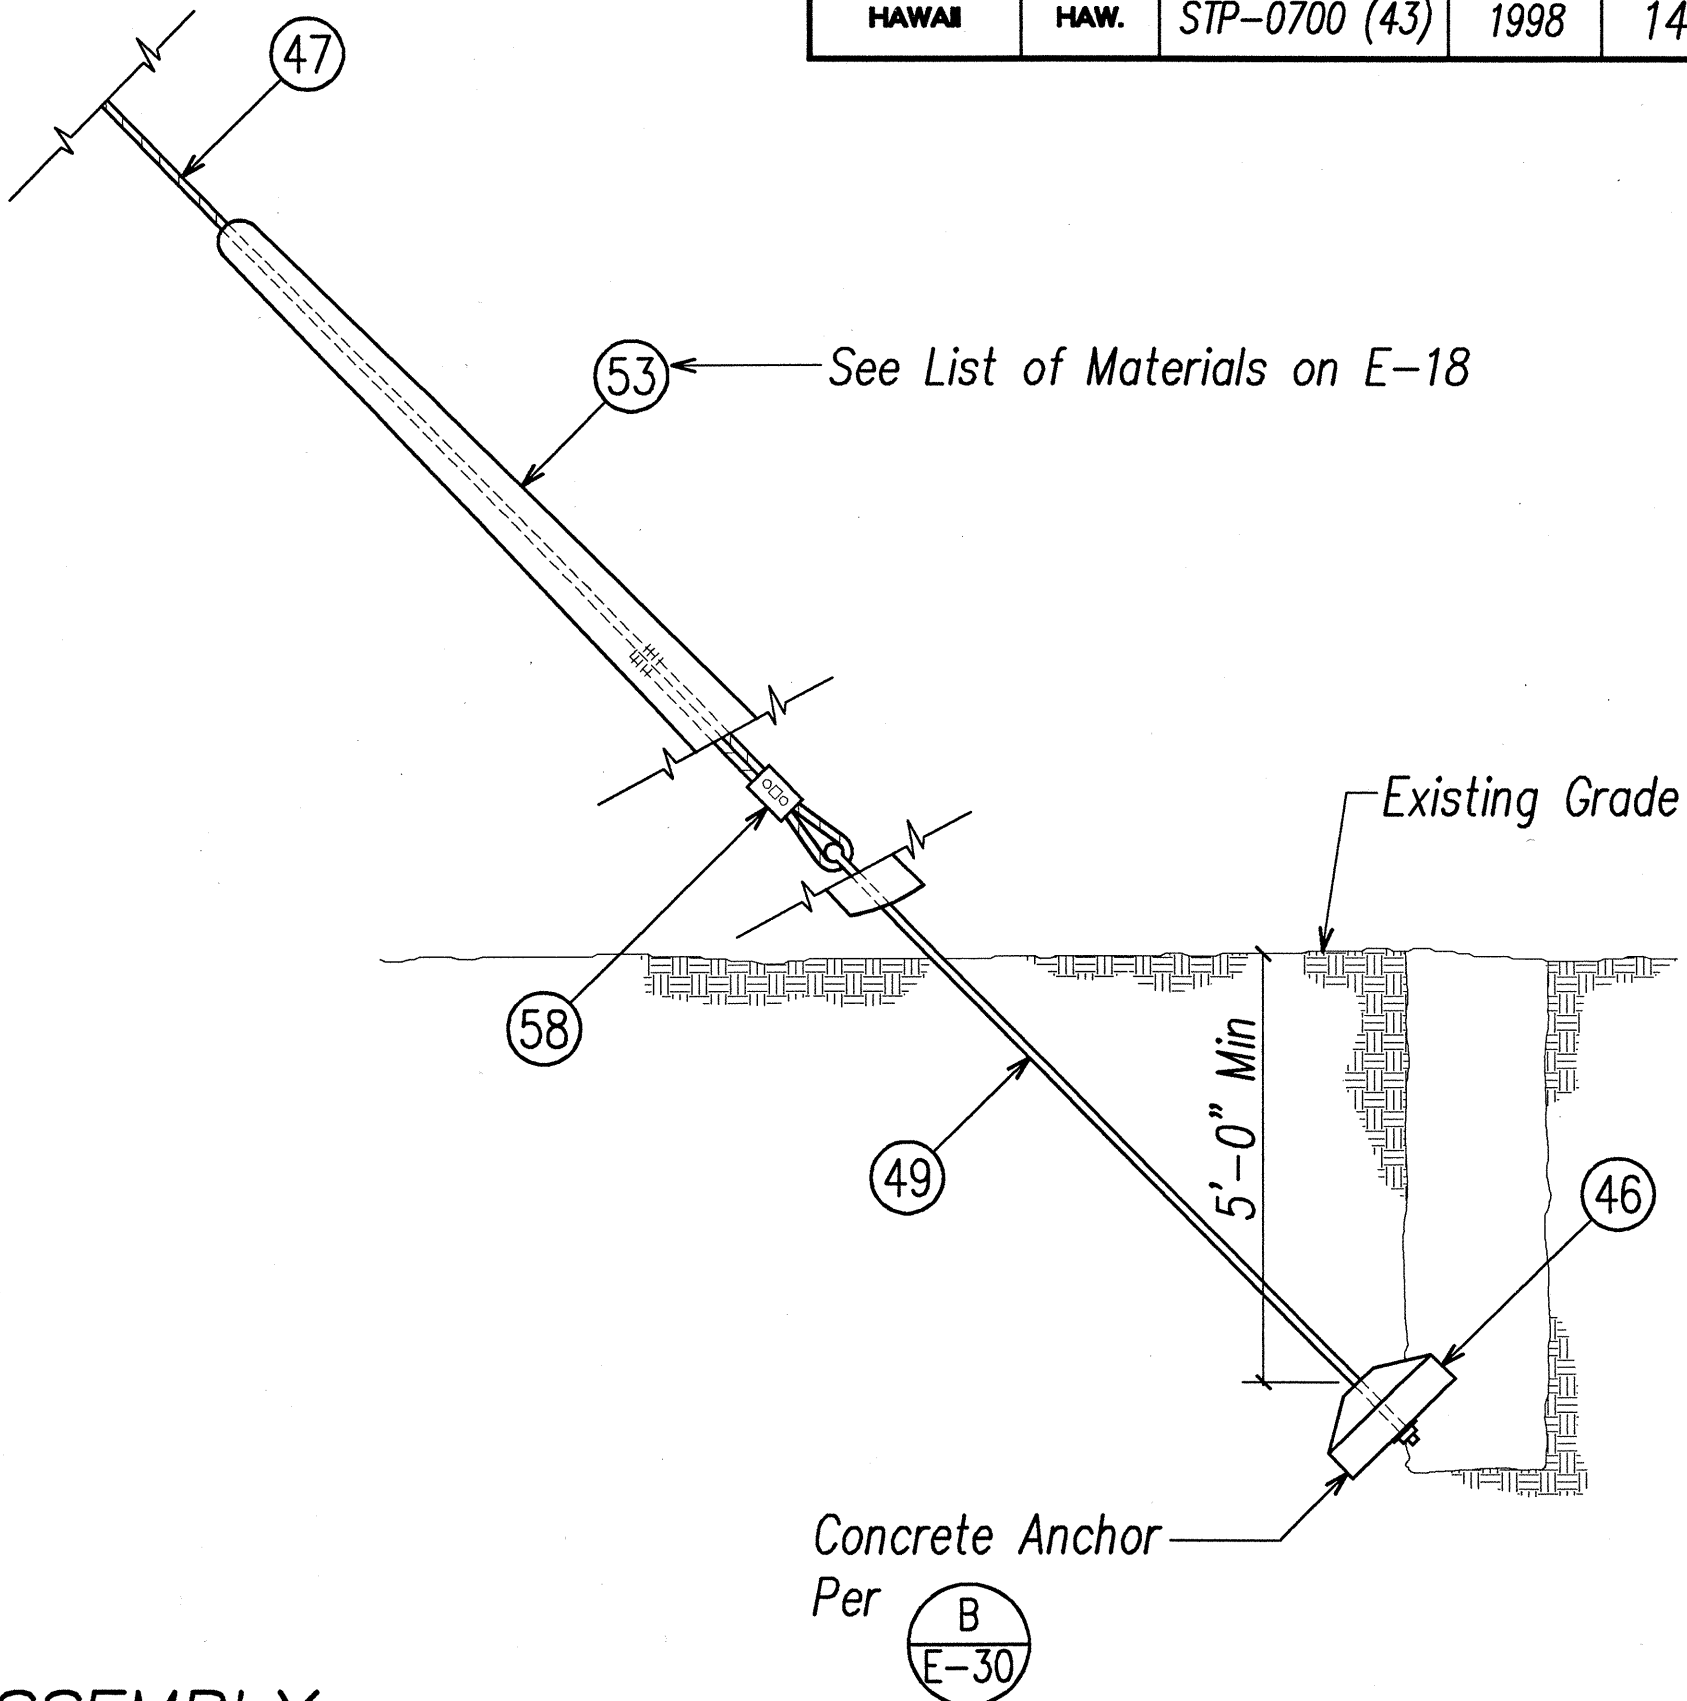 HAWAII HAW. STP-0700 (43) 1998 14
47
53 See List of Materials on E-18
Existing Grade
58
5'-0" Min
49
46
Concrete Anchor
Per B
E-30